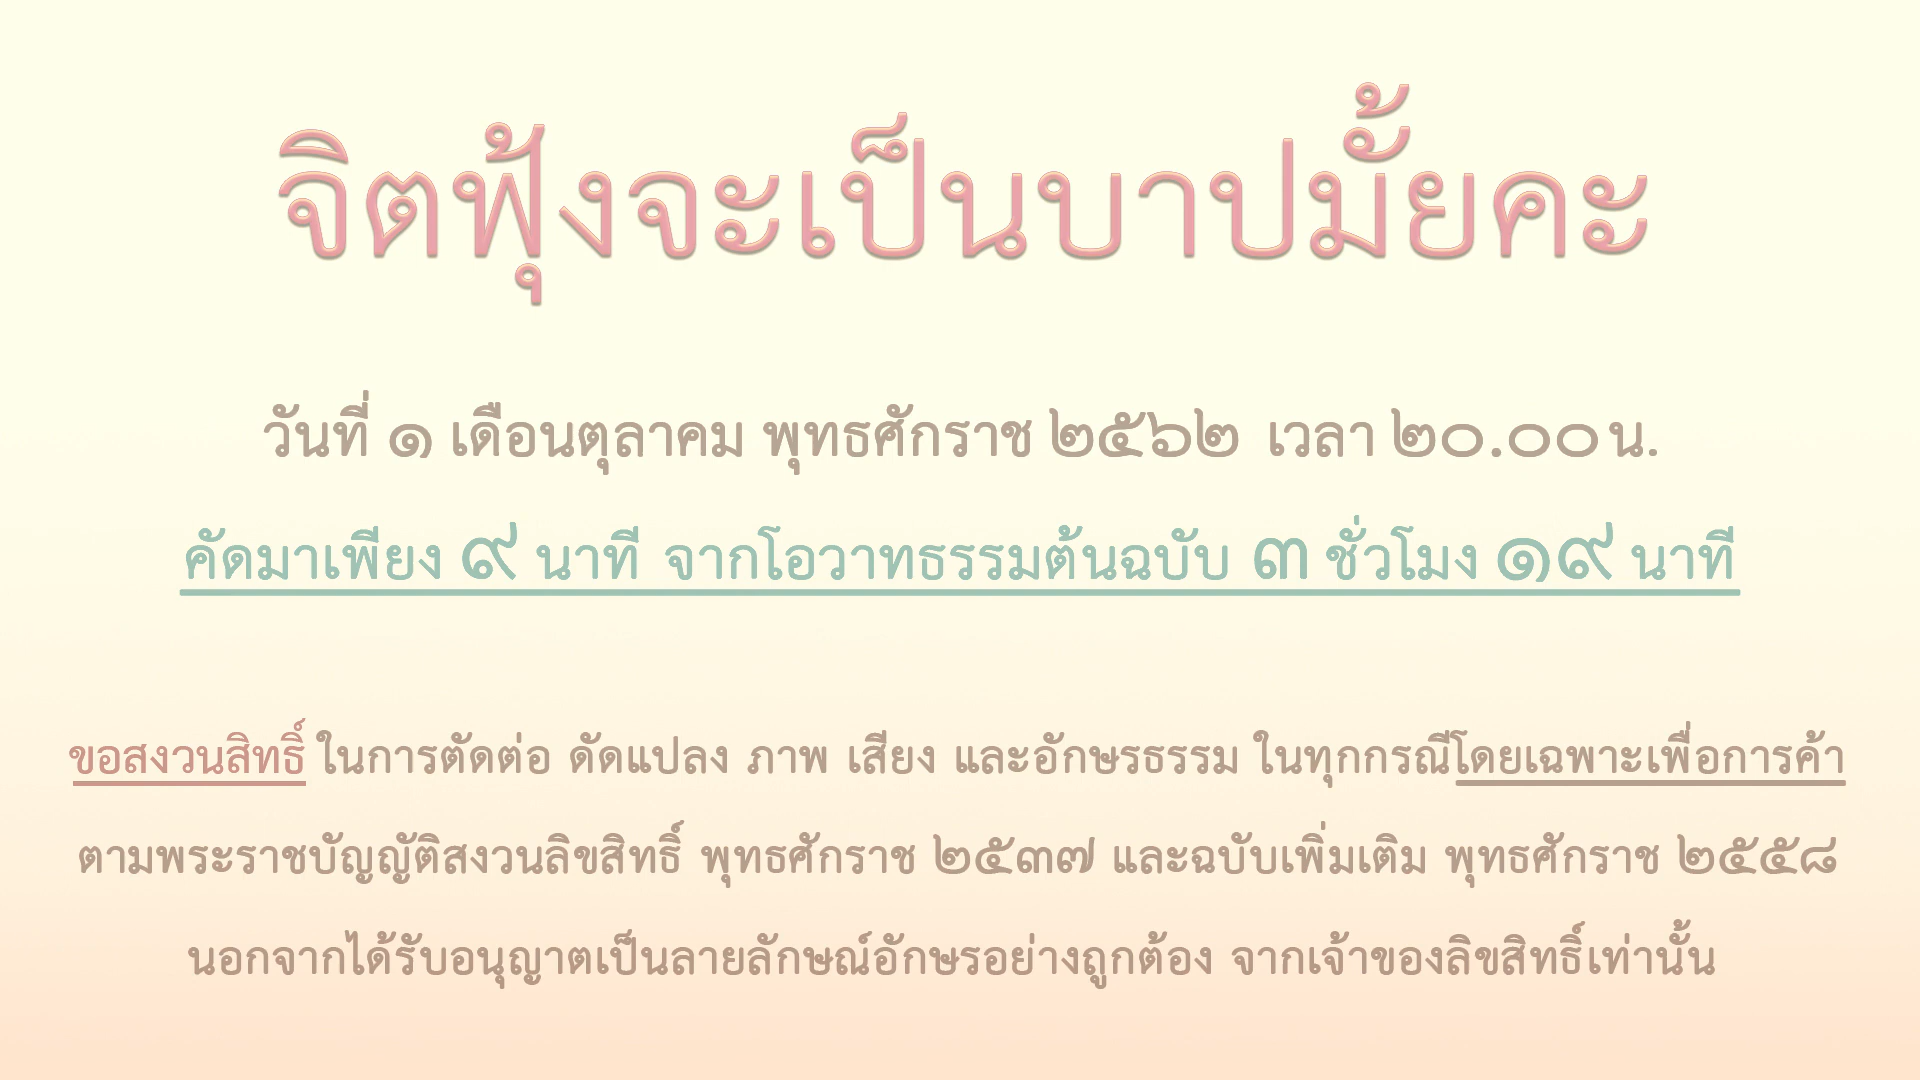 จิตฟุ้งจะเป็นบาปมั้ยคะ
วันที่ ๑ เดือนตุลาคม พุทธศักราช ๒๕๖๒ เวลา ๒๐.๐๐ น.
คัดมาเพียง ๙ นาที จากโอวาทธรรมต้นฉบับ ๓ ชั่วโมง ๑๙ นาที
ขอสงวนสิทธิ์ ในการตัดต่อ ดัดแปลง ภาพ เสียง และอักษรธรรม ในทุกกรณีโดยเฉพาะเพื่อการค้า
ตามพระราชบัญญัติสงวนลิขสิทธิ์ พุทธศักราช ๒๕๓๗ และฉบับเพิ่มเติม พุทธศักราช ๒๕๕๘
นอกจากได้รับอนุญาตเป็นลายลักษณ์อักษรอย่างถูกต้อง จากเจ้าของลิขสิทธิ์เท่านั้น